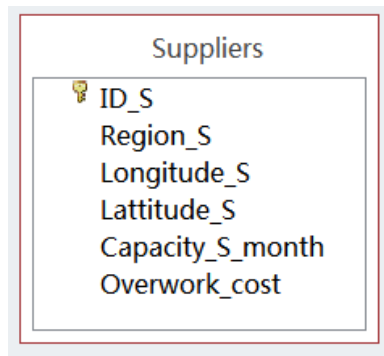 Suppliers
ID_S
Region_S
Longitude_S
Lattitude_S
Capacity_S_month
Overwork_cost